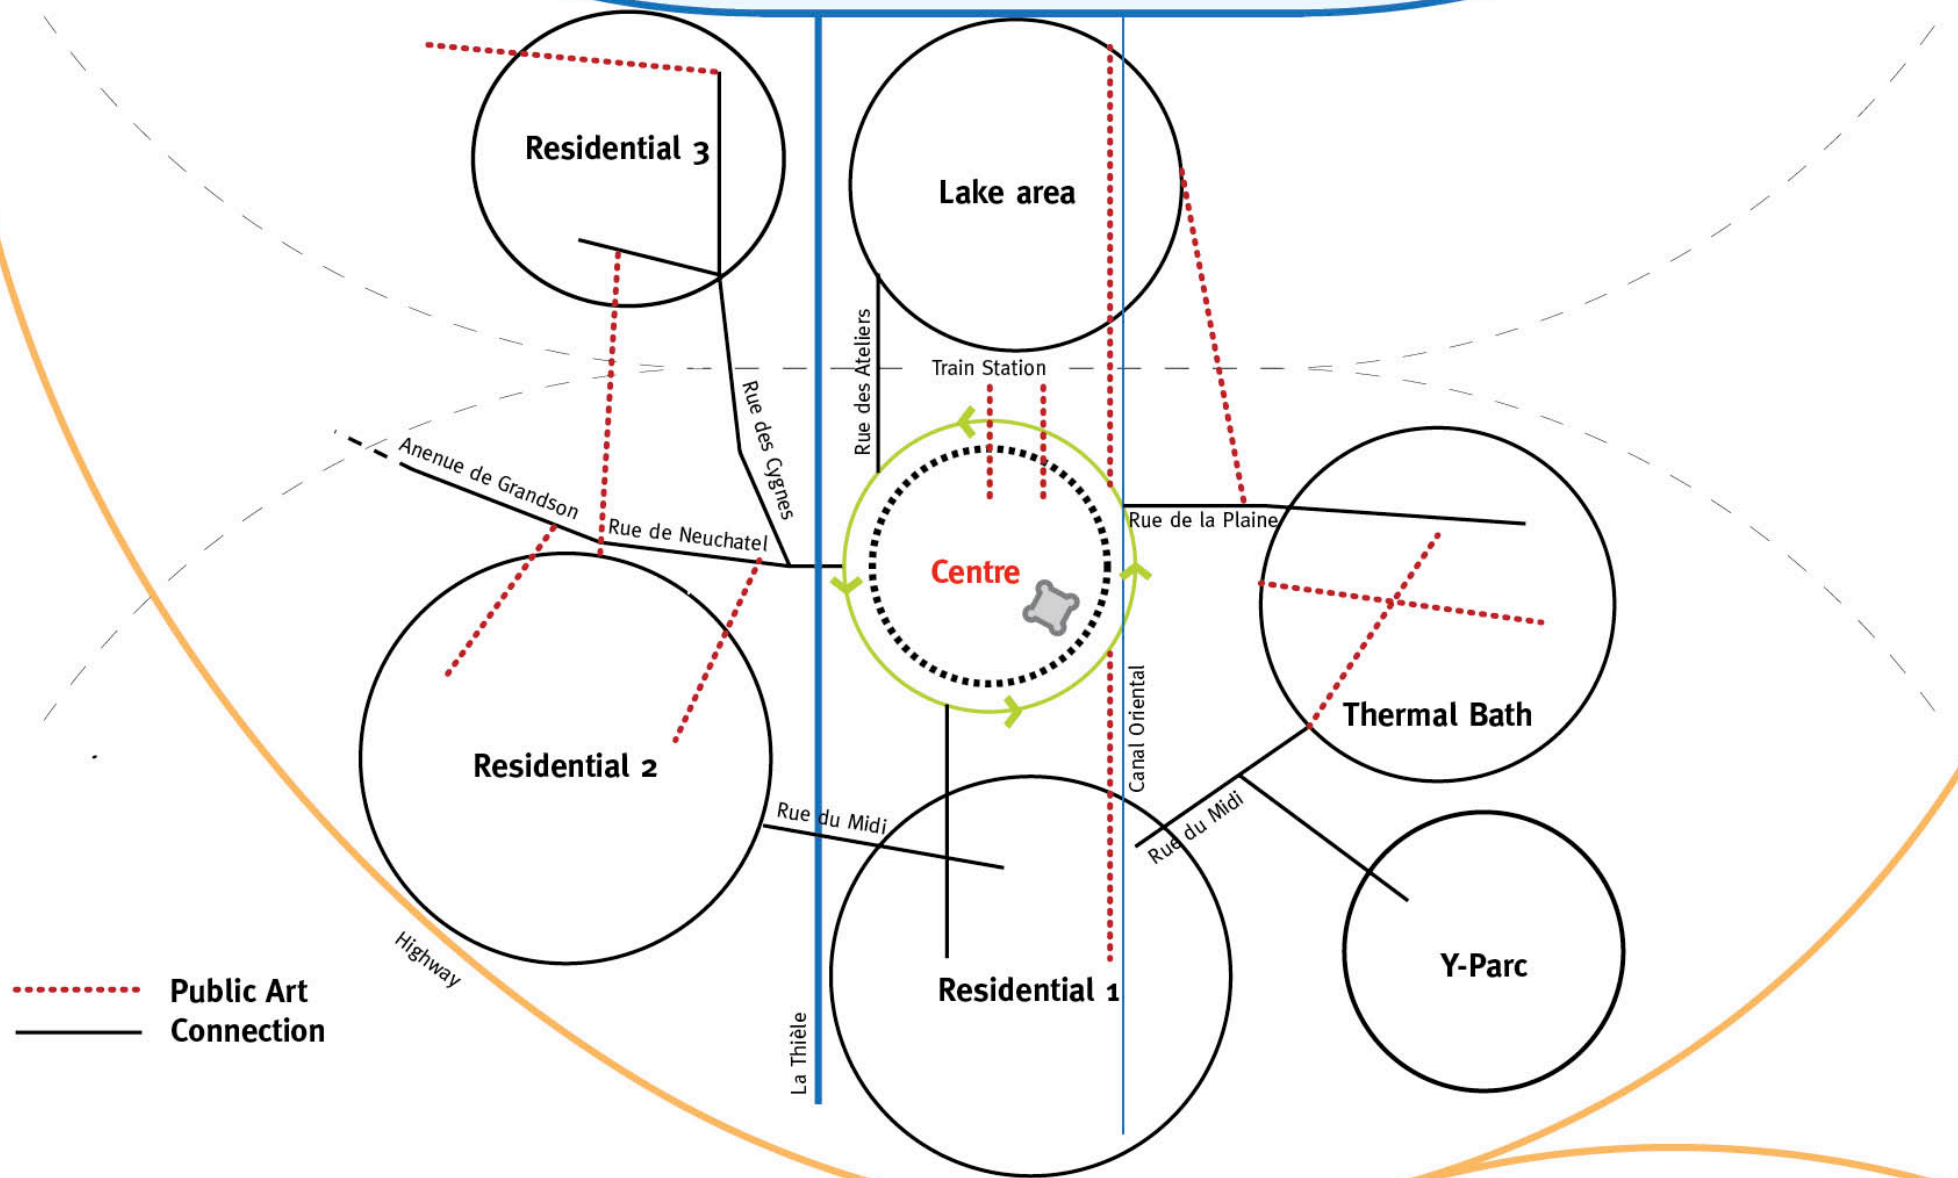 Residential 3
Lake area
Train Station
Rue des Ateliers
Rue des Cygnes
Anenue de Grandson
Rue de Neuchatel
Rue de la Plaine
Centre
Canal Oriental
Thermal Bath
Residential 2
Rue du Midi
Rue du Midi
Highway
Residential 1
Y-Parc
La Thièle
Public Art
Connection